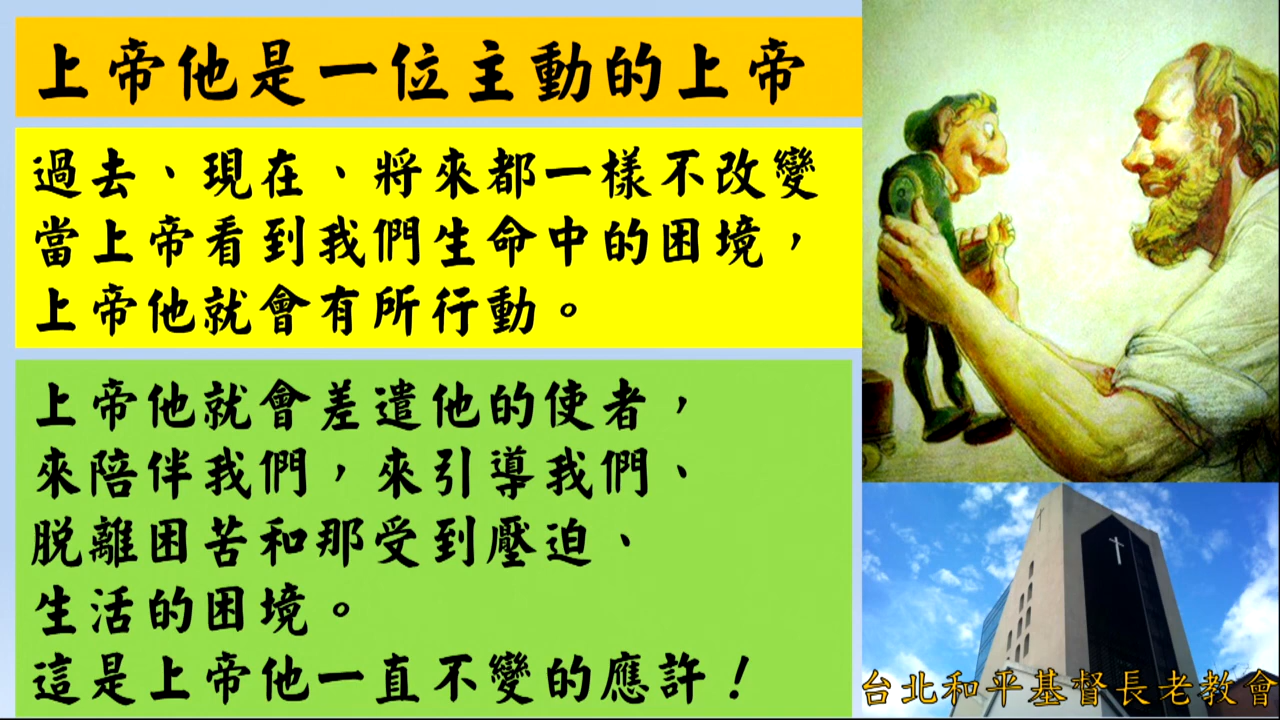 上帝他是一位主動的上帝
過去、現在、將來都一樣不改變
當上帝看到我們生命中的困境，
上帝他就會有所行動。
上帝他就會差遣他的使者，
來陪伴我們，來引導我們、
脫離困苦和那受到壓迫、
生活的困境。
這是上帝他一直不變的應許！
台北和平基督長老教會